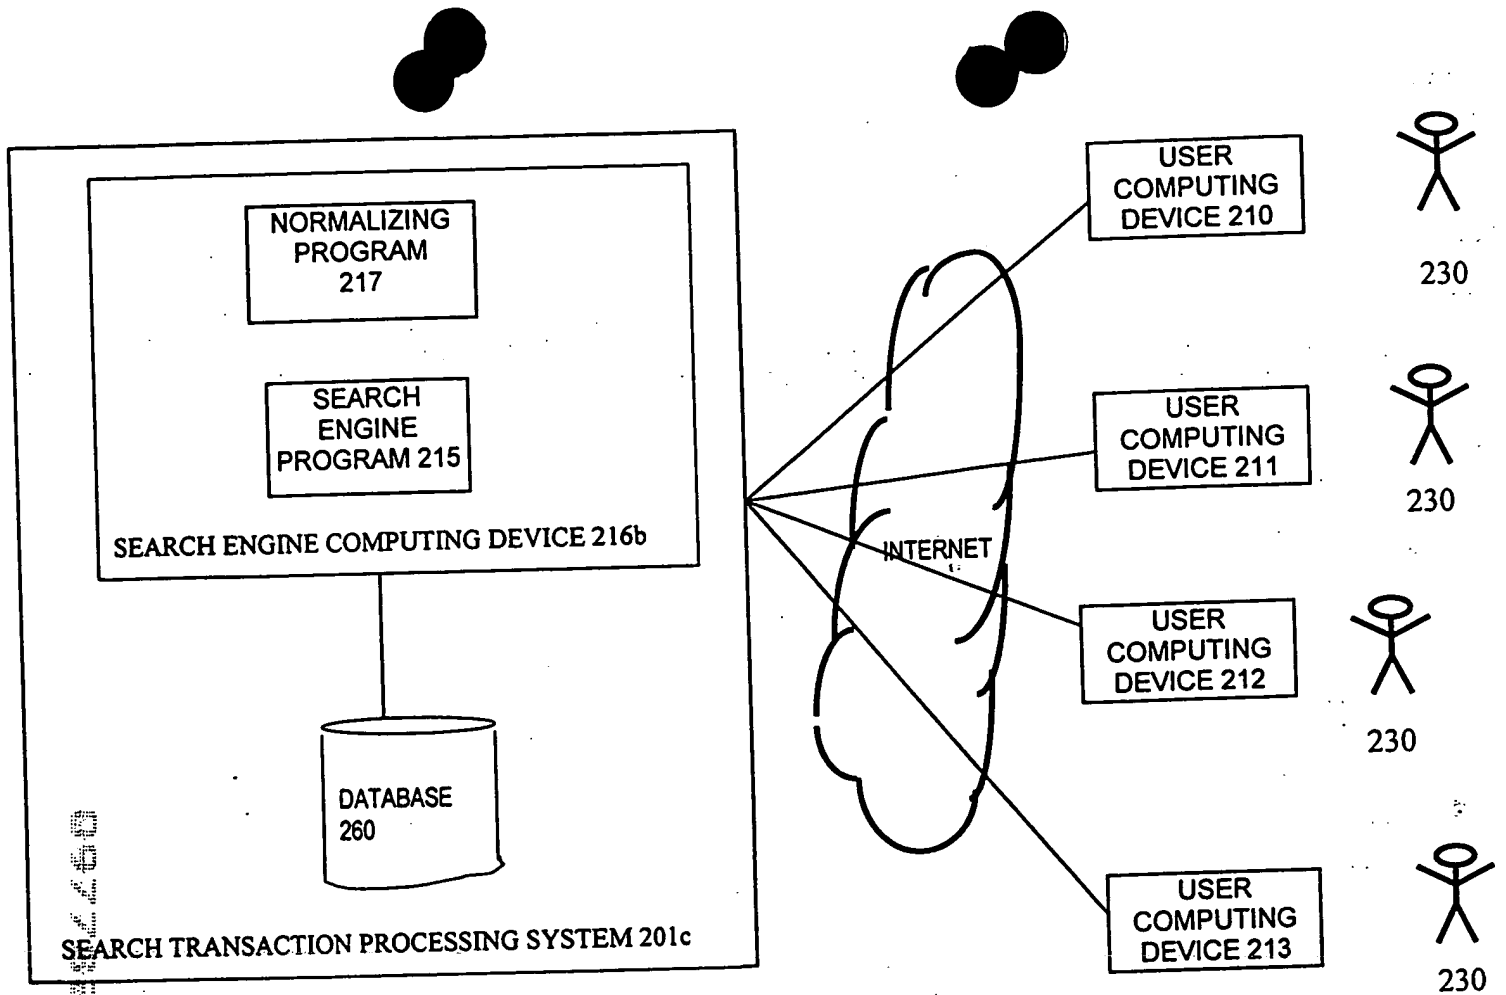 NORMALIZING
PROGRAM
217
SEARCH
ENGINE
PROGRAM 215
SEARCH ENGINE COMPUTING DEVICE 216b
DATABASE
260
SEARCH TRANSACTION PROCESSING SYSTEM 201c
INTERNET
USER
COMPUTING
DEVICE 210
230
USER
COMPUTING
DEVICE 211
230
USER
COMPUTING
DEVICE 212
230
USER
COMPUTING
DEVICE 213
230